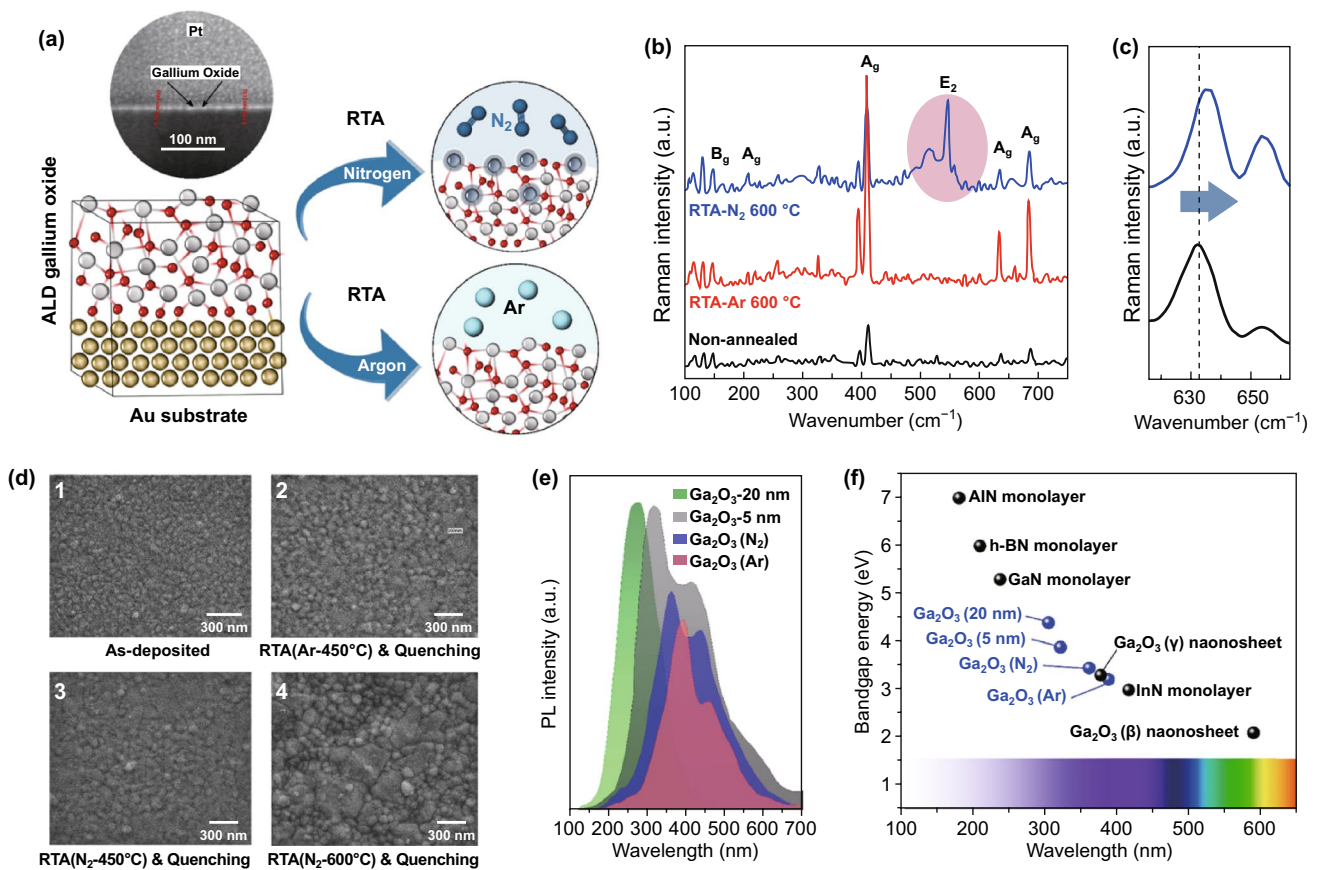 (a)
Pt
Gallium Oxide
100 nm
ALD gallium oxide
Au substrate
RTA
Nitrogen
N₂
RTA
Argon
Ar
(b)
Raman intensity (a.u.)
A₉
E₂
B₉ A₉
A₉ A₉
RTA-N₂ 600 °C
RTA-Ar 600 °C
Non-annealed
100 200 300 400 500 600 700
Wavenumber (cm⁻¹)
(c)
Raman intensity (a.u.)
630 650
Wavenumber (cm⁻¹)
(d)
1
300 nm
As-deposited
2
300 nm
RTA(Ar-450°C) & Quenching
3
300 nm
RTA(N₂-450°C) & Quenching
4
300 nm
RTA(N₂-600°C) & Quenching
(e)
PL intensity (a.u.)
Ga₂O₃-20 nm
Ga₂O₃-5 nm
Ga₂O₃ (N₂)
Ga₂O₃ (Ar)
100 200 300 400 500 600 700
Wavelength (nm)
(f)
Bandgap energy (eV)
7
6
5
4
3
2
1
AlN monolayer
h-BN monolayer
GaN monolayer
Ga₂O₃ (20 nm)
Ga₂O₃ (5 nm)
Ga₂O₃ (γ) naonosheet
Ga₂O₃ (N₂)
Ga₂O₃ (Ar)
InN monolayer
Ga₂O₃ (β) naonosheet
100 200 300 400 500 600
Wavelength (nm)